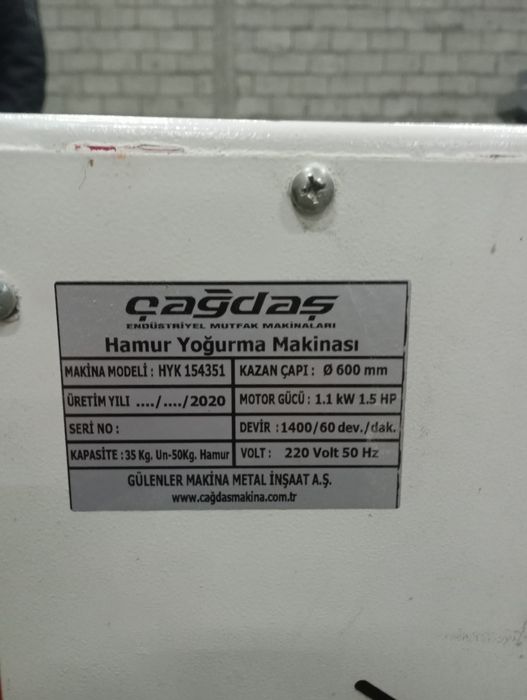 çağdaş
ENDÜSTRİYEL MUTFAK MAKİNALARI
Hamur Yoğurma Makinası
MAKİNA MODELİ : HYK 154351
KAZAN ÇAPI : Ø 600 mm
ÜRETİM YILI ..../..../2020
MOTOR GÜCÜ : 1.1 kW 1.5 HP
SERİ NO :
DEVİR : 1400/60 dev./dak.
KAPASİTE : 35 Kg. Un-50Kg. Hamur
VOLT : 220 Volt 50 Hz
GÜLENLER MAKİNA METAL İNŞAAT A.Ş.
www.cağdasmakina.com.tr